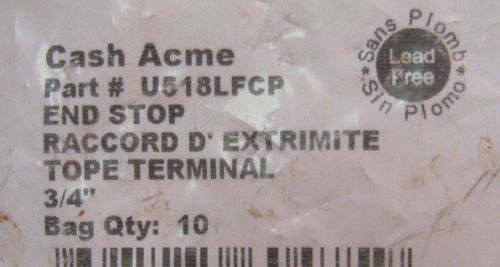 Cash Acme
Part # U518LFCP
END STOP
RACCORD D' EXTRIMITE
TOPE TERMINAL
3/4"
Bag Qty: 10
Sans Plomb
Lead
Free
* Sin Plomo *